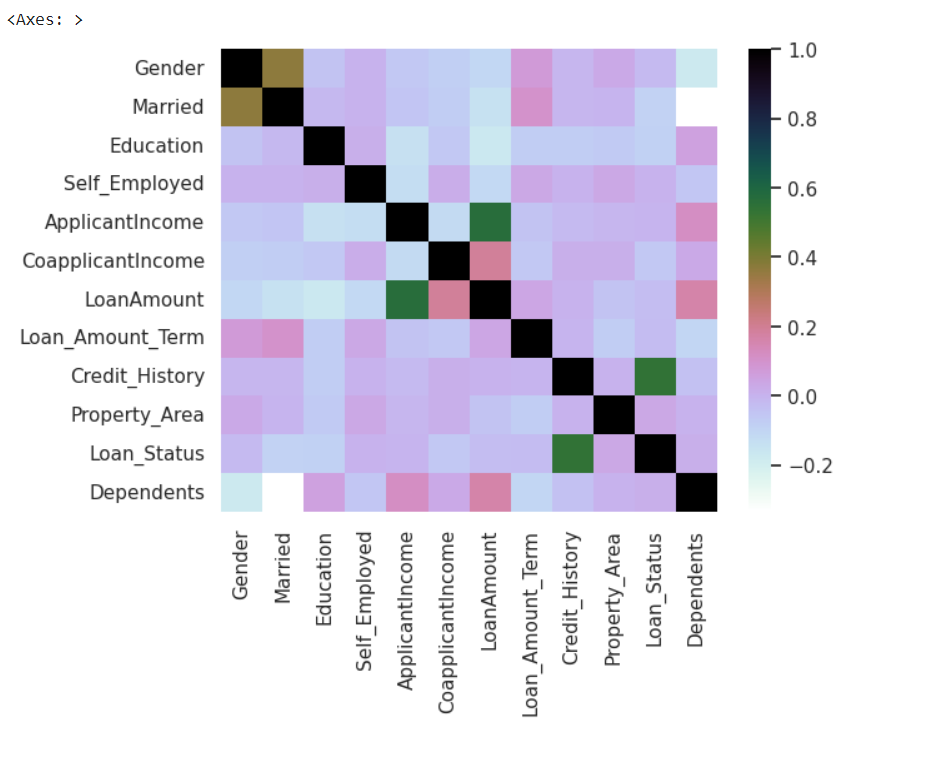 <Axes: >
Gender
Married
Education
Self_Employed
ApplicantIncome
CoapplicantIncome
LoanAmount
Loan_Amount_Term
Credit_History
Property_Area
Loan_Status
Dependents
1.0
0.8
0.6
0.4
0.2
0.0
−0.2
Gender
Married
Education
Self_Employed
ApplicantIncome
CoapplicantIncome
LoanAmount
Loan_Amount_Term
Credit_History
Property_Area
Loan_Status
Dependents